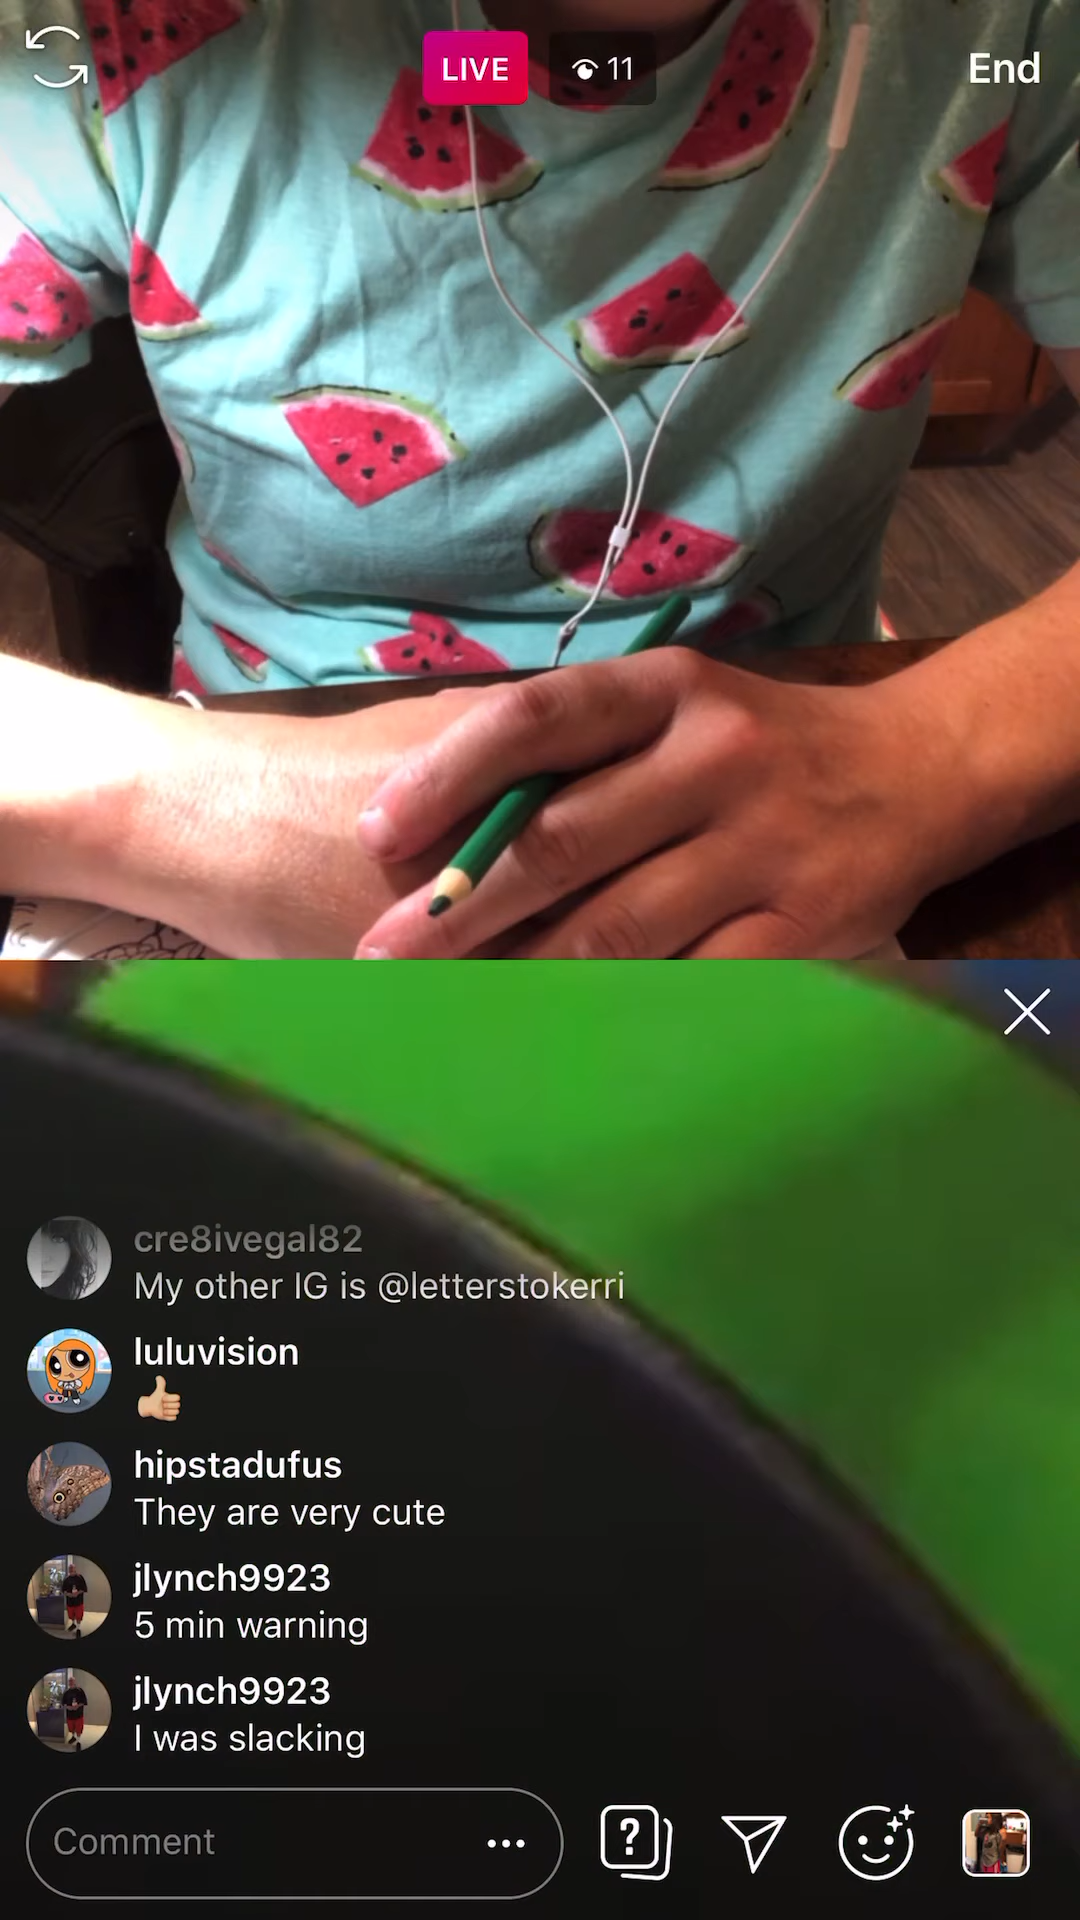 LIVE
11
End
cre8ivegal82
My other IG is @letterstokerri
luluvision
👍🏼
hipstadufus
They are very cute
jlynch9923
5 min warning
jlynch9923
I was slacking
Comment